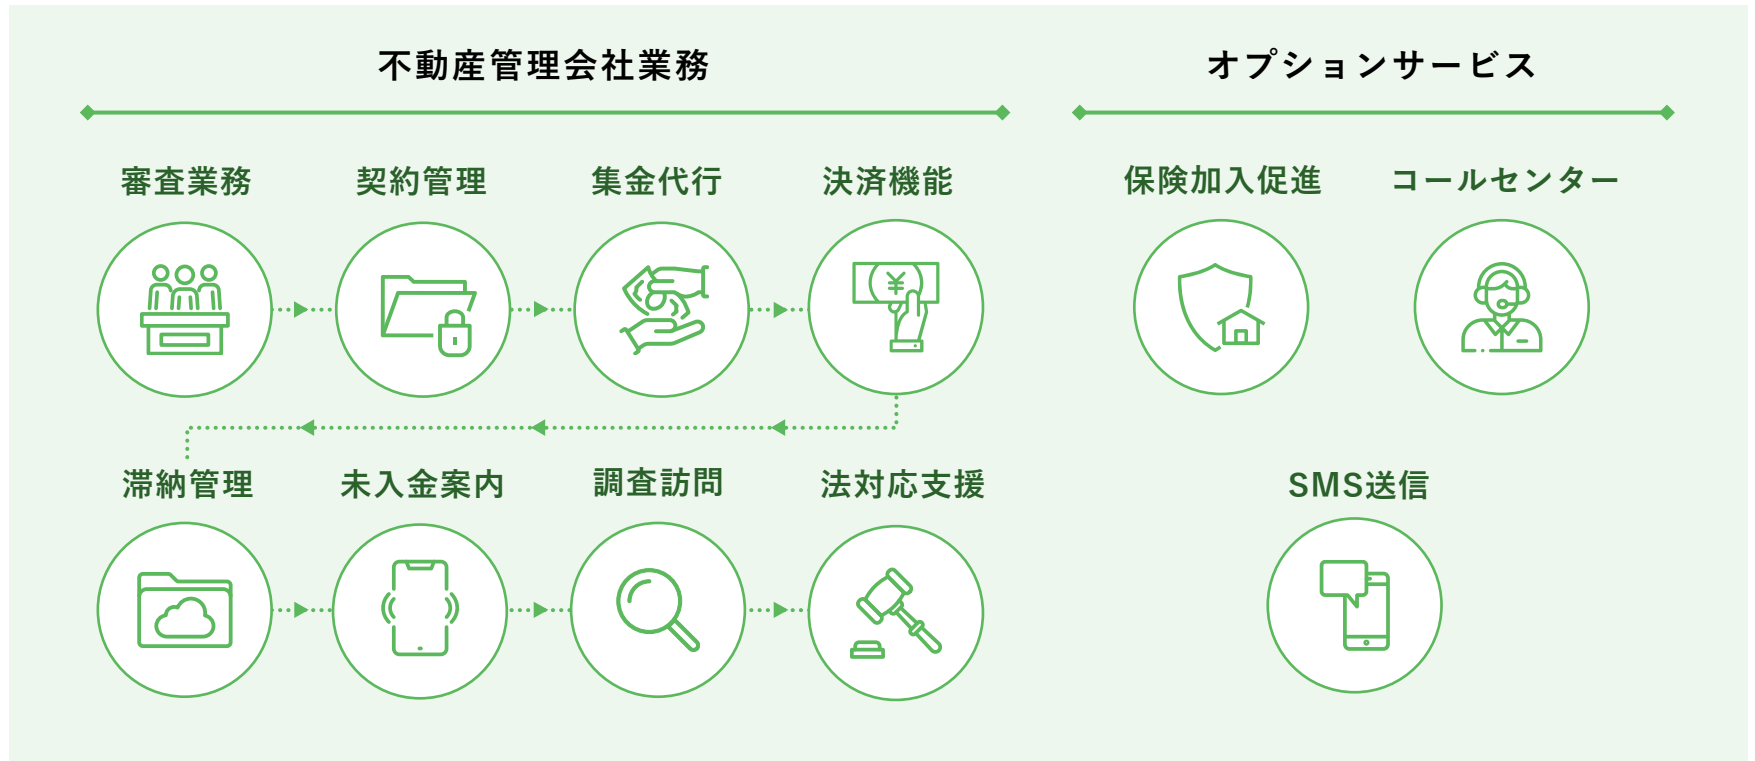 不動産管理会社業務
オプションサービス
審査業務
契約管理
集金代行
決済機能
保険加入促進
コールセンター
¥
滞納管理
未入金案内
調査訪問
法対応支援
SMS送信